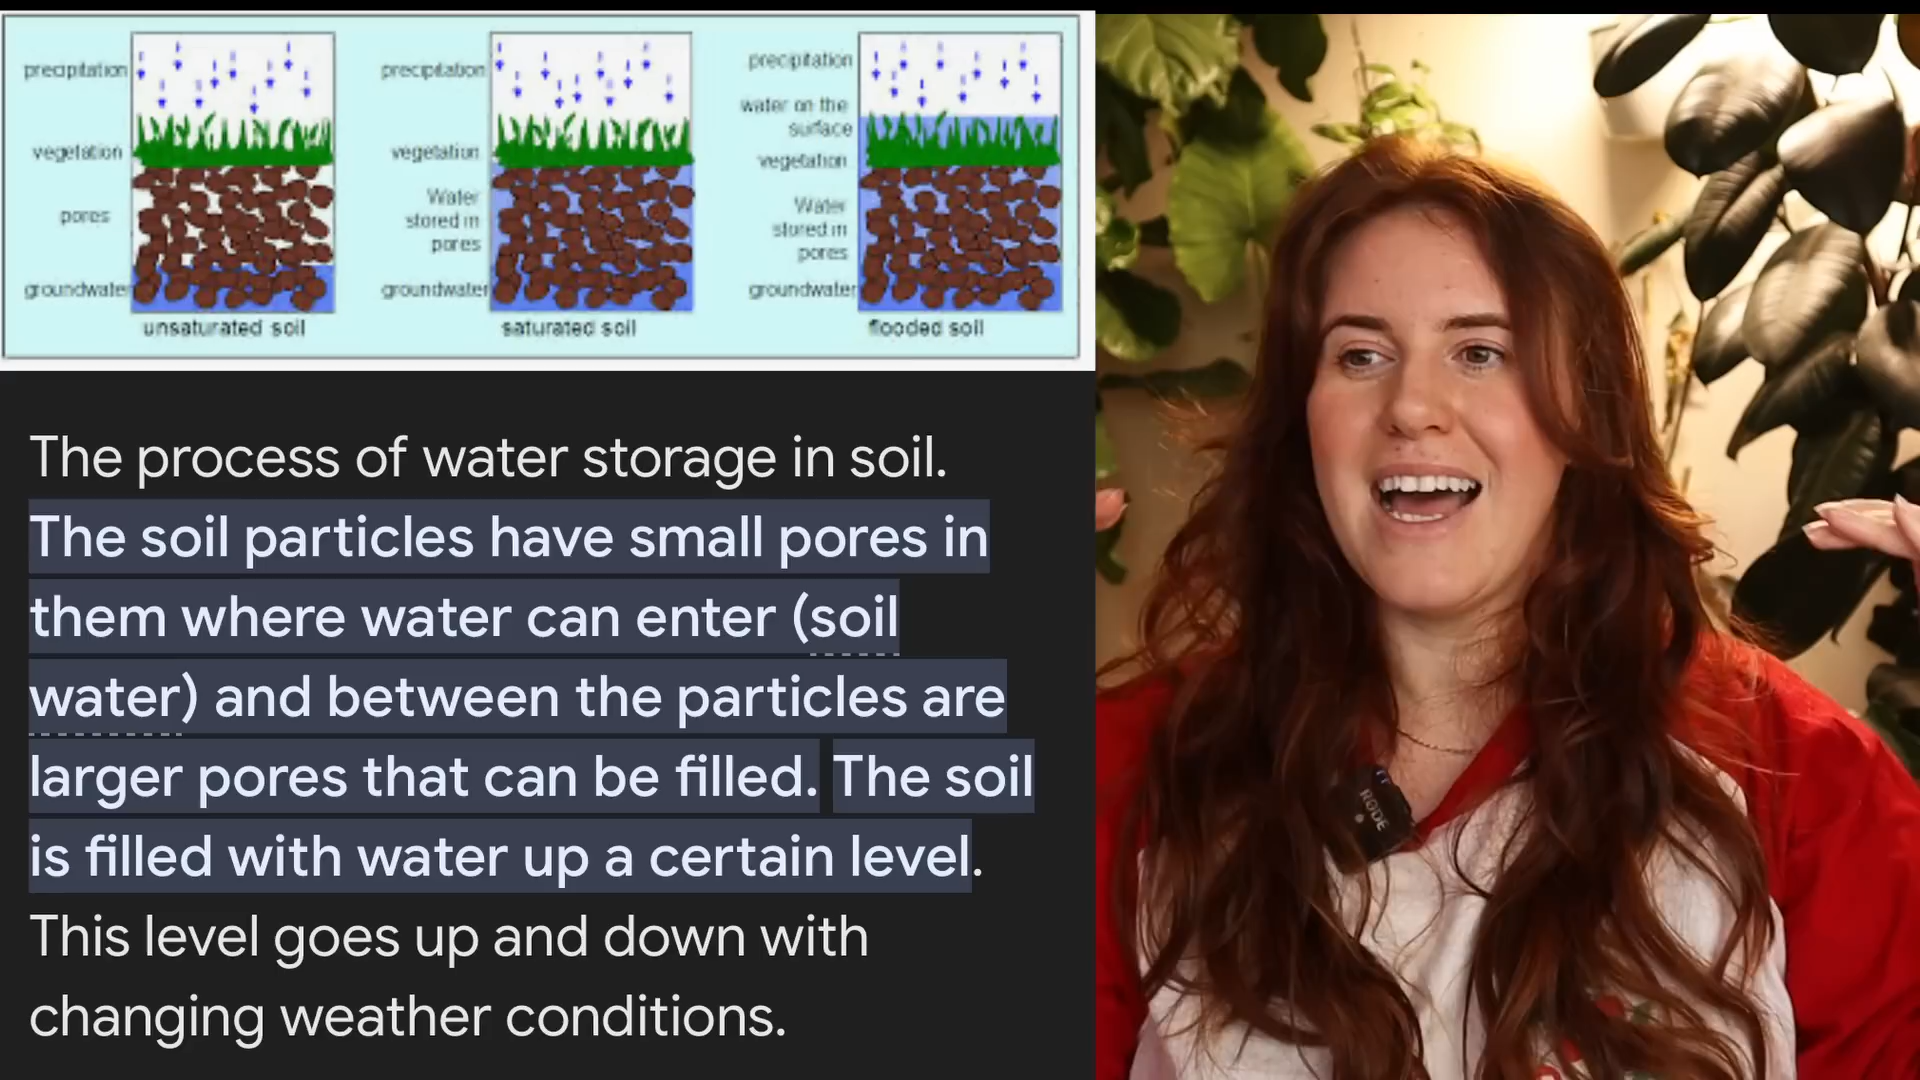 precipitation
vegetation
pores
groundwater
unsaturated soil
precipitation
vegetation
Water
stored in
pores
groundwater
saturated soil
precipitation
water on the
surface
vegetation
Water
stored in
pores
groundwater
flooded soil
The process of water storage in soil.
The soil particles have small pores in
them where water can enter (soil
water) and between the particles are
larger pores that can be filled. The soil
is filled with water up a certain level.
This level goes up and down with
changing weather conditions.
RØDE